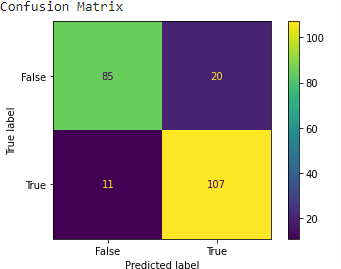 Confusion Matrix
100
False
85
20
80
True label
60
40
True
11
107
20
False
True
Predicted label